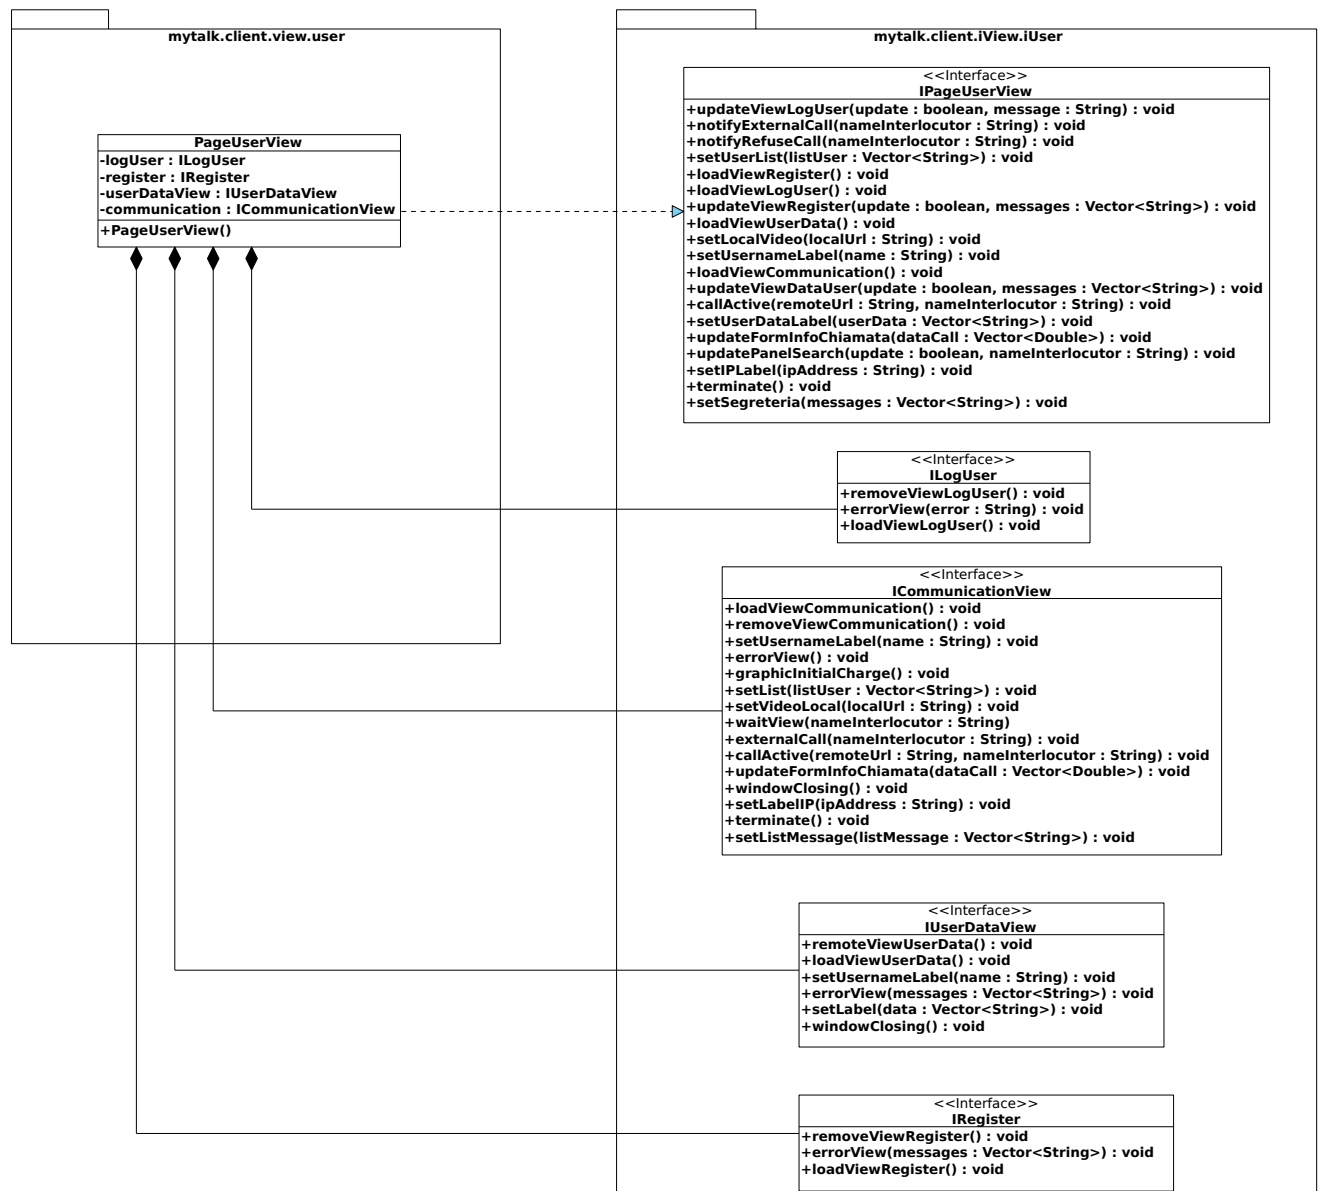 mytalk.client.view.user
PageUserView
-logUser : ILogUser
-register : IRegister
-userDataView : IUserDataView
-communication : ICommunicationView
+PageUserView()
mytalk.client.iView.iUser
<<Interface>>
IPageUserView
+updateViewLogUser(update : boolean, message : String) : void
+notifyExternalCall(nameInterlocutor : String) : void
+notifyRefuseCall(nameInterlocutor : String) : void
+setUserList(listUser : Vector<String>) : void
+loadViewRegister() : void
+loadViewLogUser() : void
+updateViewRegister(update : boolean, messages : Vector<String>) : void
+loadViewUserData() : void
+setLocalVideo(localUrl : String) : void
+setUsernameLabel(name : String) : void
+loadViewCommunication() : void
+updateViewDataUser(update : boolean, messages : Vector<String>) : void
+callActive(remoteUrl : String, nameInterlocutor : String) : void
+setUserDataLabel(userData : Vector<String>) : void
+updateFormInfoChiamata(dataCall : Vector<Double>) : void
+updatePanelSearch(update : boolean, nameInterlocutor : String) : void
+setIPLabel(ipAddress : String) : void
+terminate() : void
+setSegreteria(messages : Vector<String>) : void
<<Interface>>
ILogUser
+removeViewLogUser() : void
+errorView(error : String) : void
+loadViewLogUser() : void
<<Interface>>
ICommunicationView
+loadViewCommunication() : void
+removeViewCommunication() : void
+setUsernameLabel(name : String) : void
+errorView() : void
+graphicInitialCharge() : void
+setList(listUser : Vector<String>) : void
+setVideoLocal(localUrl : String) : void
+waitView(nameInterlocutor : String)
+externalCall(nameInterlocutor : String) : void
+callActive(remoteUrl : String, nameInterlocutor : String) : void
+updateFormInfoChiamata(dataCall : Vector<Double>) : void
+windowClosing() : void
+setLabelIP(ipAddress : String) : void
+terminate() : void
+setListMessage(listMessage : Vector<String>) : void
<<Interface>>
IUserDataView
+remoteViewUserData() : void
+loadViewUserData() : void
+setUsernameLabel(name : String) : void
+errorView(messages : Vector<String>) : void
+setLabel(data : Vector<String>) : void
+windowClosing() : void
<<Interface>>
IRegister
+removeViewRegister() : void
+errorView(messages : Vector<String>) : void
+loadViewRegister() : void